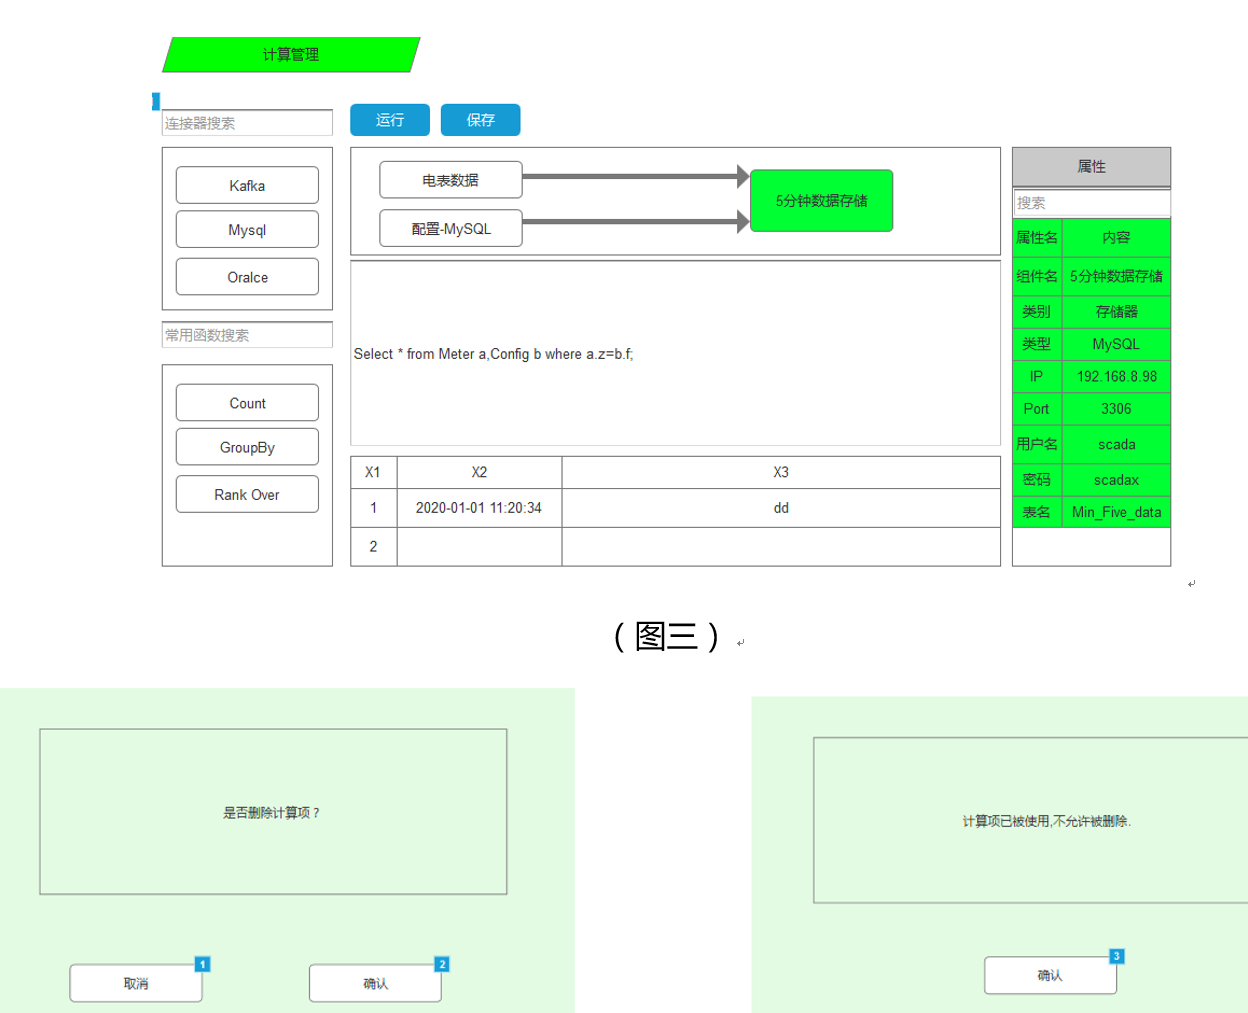 计算管理
连接器搜索
运行
保存
Kafka
Mysql
Oralce
电表数据
配置-MySQL
5分钟数据存储
属性
搜索
属性名 内容
组件名 5分钟数据存储
类别 存储器
类型 MySQL
IP 192.168.8.98
Port 3306
用户名 scada
密码 scadax
表名 Min_Five_data
常用函数搜索
Count
GroupBy
Rank Over
Select * from Meter a,Config b where a.z=b.f;
X1 X2 X3
1 2020-01-01 11:20:34 dd
2
（图三）
是否删除计算项？
取消
1
确认
2
计算项已被使用,不允许被删除.
确认
3